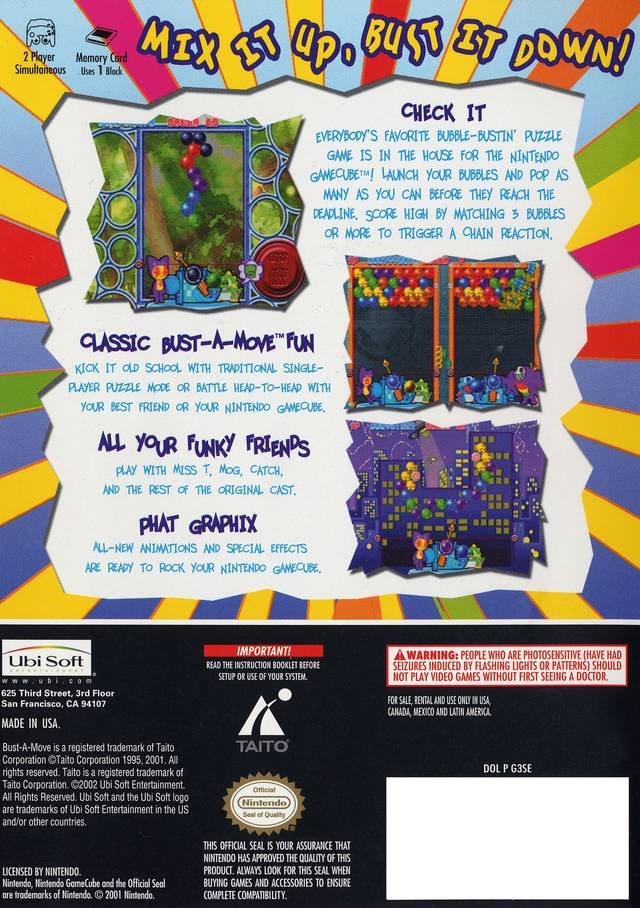 2 Player
Simultaneous
Memory Card
Uses 1 Block
MIX IT UP, BUST IT DOWN!
CHECK IT
EVERYBODY'S FAVORITE BUBBLE-BUSTIN' PUZZLE
GAME IS IN THE HOUSE FOR THE NINTENDO
GAMECUBE™! LAUNCH YOUR BUBBLES AND POP AS
MANY AS YOU CAN BEFORE THEY REACH THE
DEADLINE. SCORE HIGH BY MATCHING 3 BUBBLES
OR MORE TO TRIGGER A CHAIN REACTION.
CLASSIC BUST-A-MOVE™ FUN
KICK IT OLD SCHOOL WITH TRADITIONAL SINGLE-
PLAYER PUZZLE MODE OR BATTLE HEAD-TO-HEAD WITH
YOUR BEST FRIEND OR YOUR NINTENDO GAMECUBE.
ALL YOUR FUNKY FRIENDS
PLAY WITH MISS T, MOG, CATCH,
AND THE REST OF THE ORIGINAL CAST.
PHAT GRAPHIX
ALL-NEW ANIMATIONS AND SPECIAL EFFECTS
ARE READY TO ROCK YOUR NINTENDO GAMECUBE.
Ubi Soft
ENTERTAINMENT
www.ubi.com
625 Third Street, 3rd Floor
San Francisco, CA 94107
MADE IN USA.
Bust-A-Move is a registered trademark of Taito
Corporation ©Taito Corporation 1995, 2001. All
rights reserved. Taito is a registered trademark of
Taito Corporation. ©2002 Ubi Soft Entertainment.
All Rights Reserved. Ubi Soft and the Ubi Soft logo
are trademarks of Ubi Soft Entertainment in the US
and/or other countries.
LICENSED BY NINTENDO.
Nintendo, Nintendo GameCube and the Official Seal
are trademarks of Nintendo. © 2001 Nintendo.
IMPORTANT!
READ THE INSTRUCTION BOOKLET BEFORE
SETUP OR USE OF YOUR SYSTEM.
TAITO®
Official
Nintendo
Seal of Quality
THIS OFFICIAL SEAL IS YOUR ASSURANCE THAT
NINTENDO HAS APPROVED THE QUALITY OF THIS
PRODUCT. ALWAYS LOOK FOR THIS SEAL WHEN
BUYING GAMES AND ACCESSORIES TO ENSURE
COMPLETE COMPATIBILITY.
WARNING: PEOPLE WHO ARE PHOTOSENSITIVE (HAVE HAD
SEIZURES INDUCED BY FLASHING LIGHTS OR PATTERNS) SHOULD
NOT PLAY VIDEO GAMES WITHOUT FIRST SEEING A DOCTOR.
FOR SALE, RENTAL AND USE ONLY IN USA,
CANADA, MEXICO AND LATIN AMERICA.
DOL P G3SE